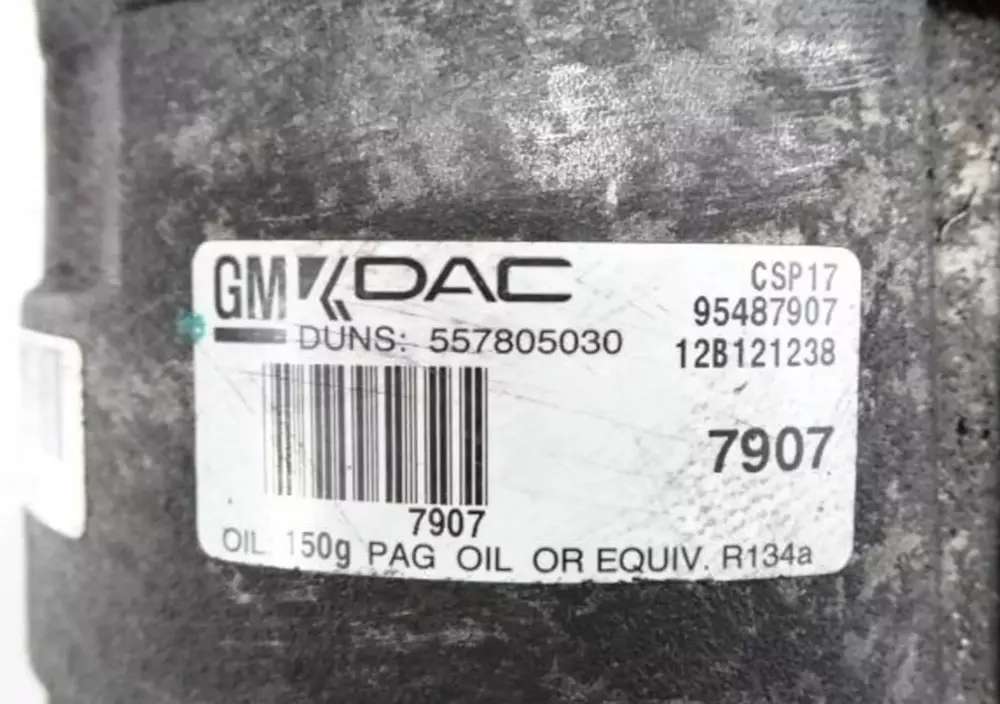 GM DAC
CSP17
DUNS: 557805030
95487907
12B121238
7907
7907
OIL: 150g PAG OIL OR EQUIV. R134a